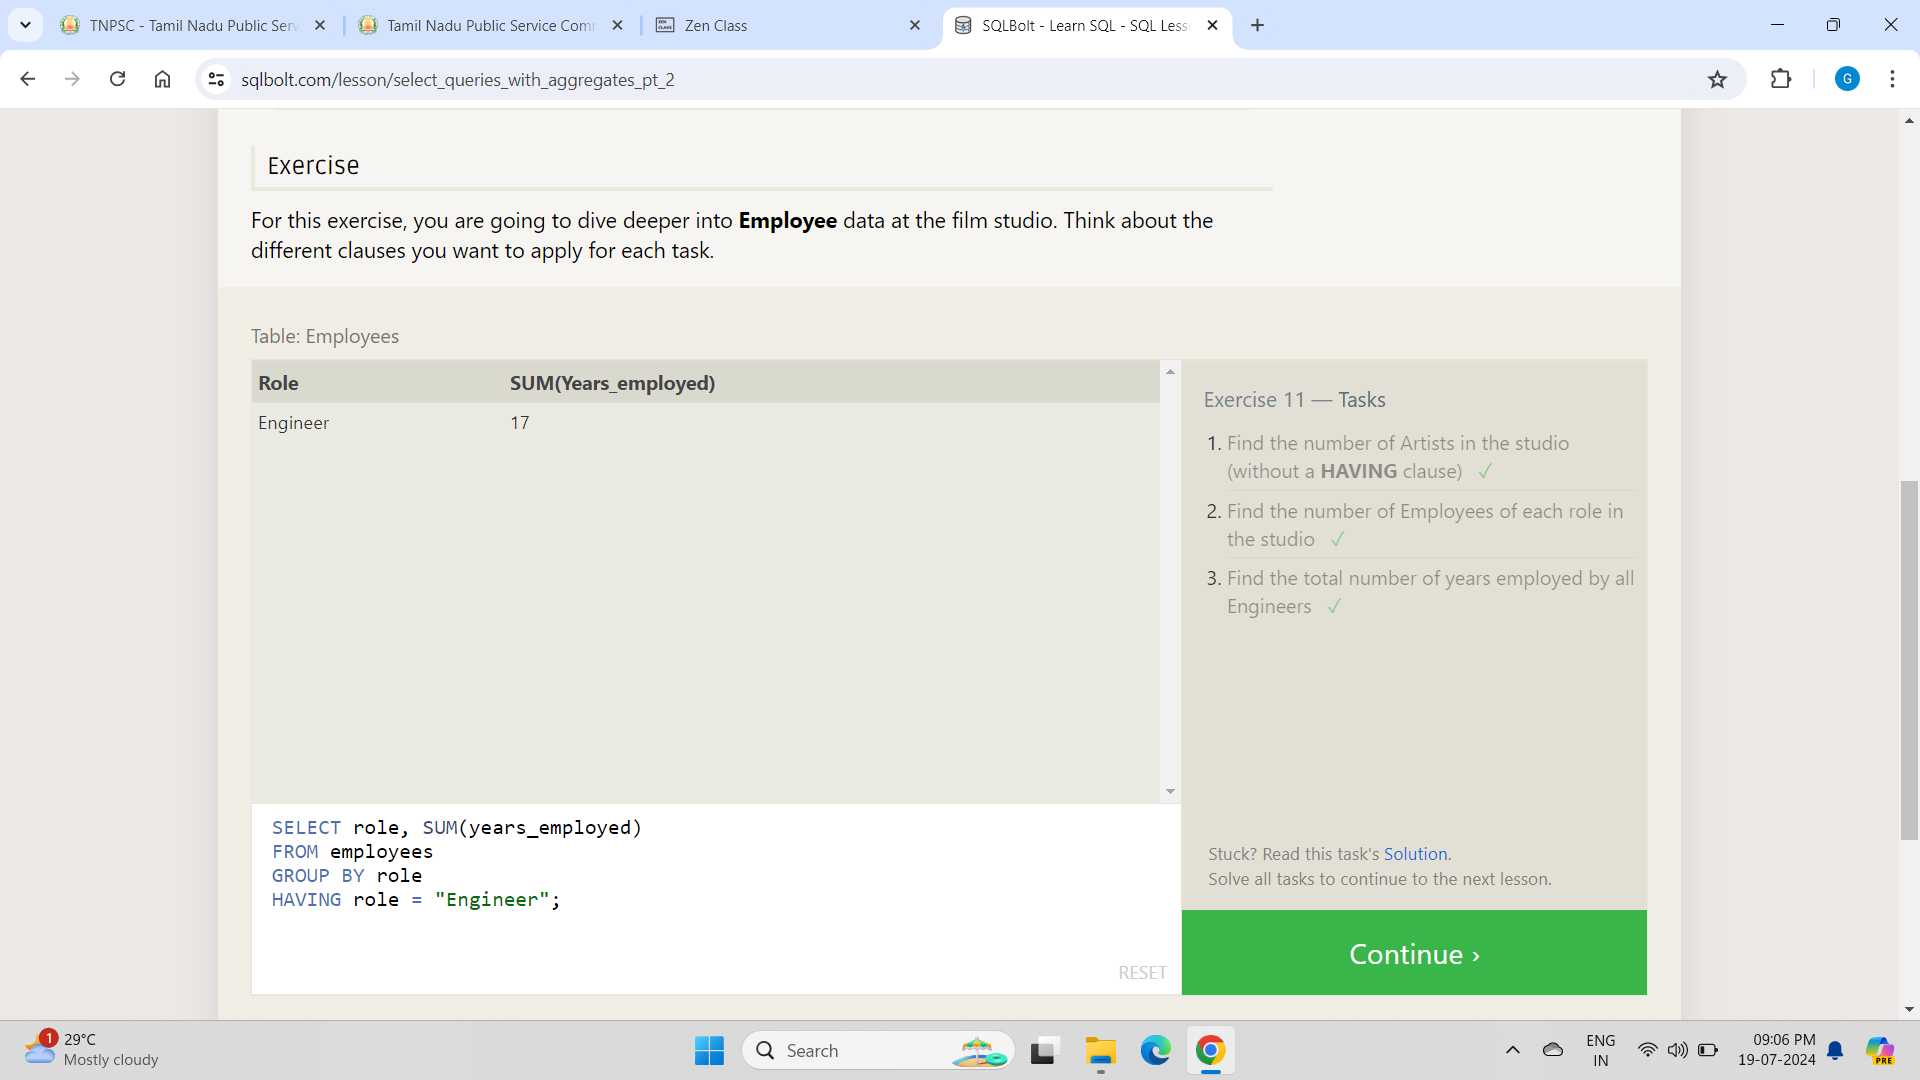 TNPSC - Tamil Nadu Public Serv
Tamil Nadu Public Service Comm
Zen Class
SQLBolt - Learn SQL - SQL Less
sqlbolt.com/lesson/select_queries_with_aggregates_pt_2
G
Exercise
For this exercise, you are going to dive deeper into Employee data at the film studio. Think about the
different clauses you want to apply for each task.
Table: Employees
Role SUM(Years_employed)
Engineer 17
Exercise 11 — Tasks
1. Find the number of Artists in the studio
(without a HAVING clause) ✓
2. Find the number of Employees of each role in
the studio ✓
3. Find the total number of years employed by all
Engineers ✓
SELECT role, SUM(years_employed)
FROM employees
GROUP BY role
HAVING role = "Engineer";
RESET
Stuck? Read this task's Solution.
Solve all tasks to continue to the next lesson.
Continue ›
1
29°C
Mostly cloudy
Search
ENG
IN
09:06 PM
19-07-2024
PRE